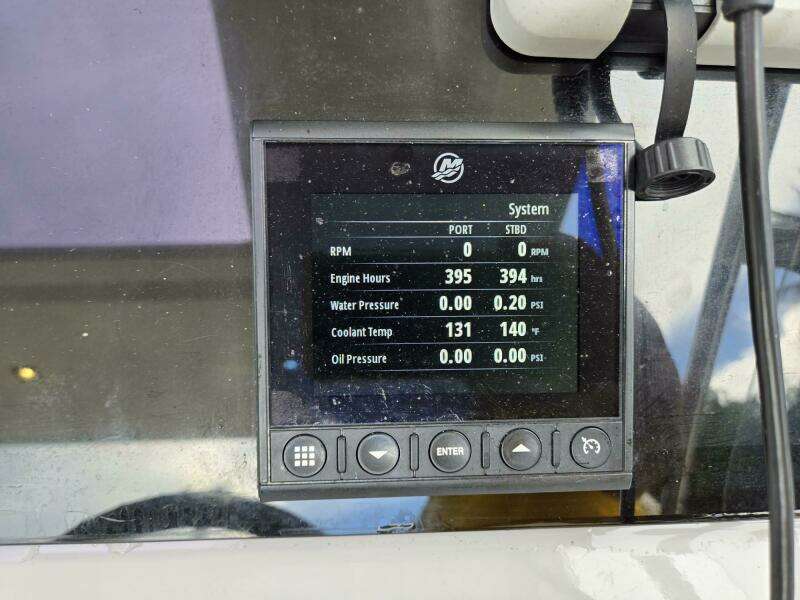 System
PORT STBD
RPM 0 0 RPM
Engine Hours 395 394 hrs
Water Pressure 0.00 0.20 PSI
Coolant Temp 131 140 °F
Oil Pressure 0.00 0.00 PSI
ENTER